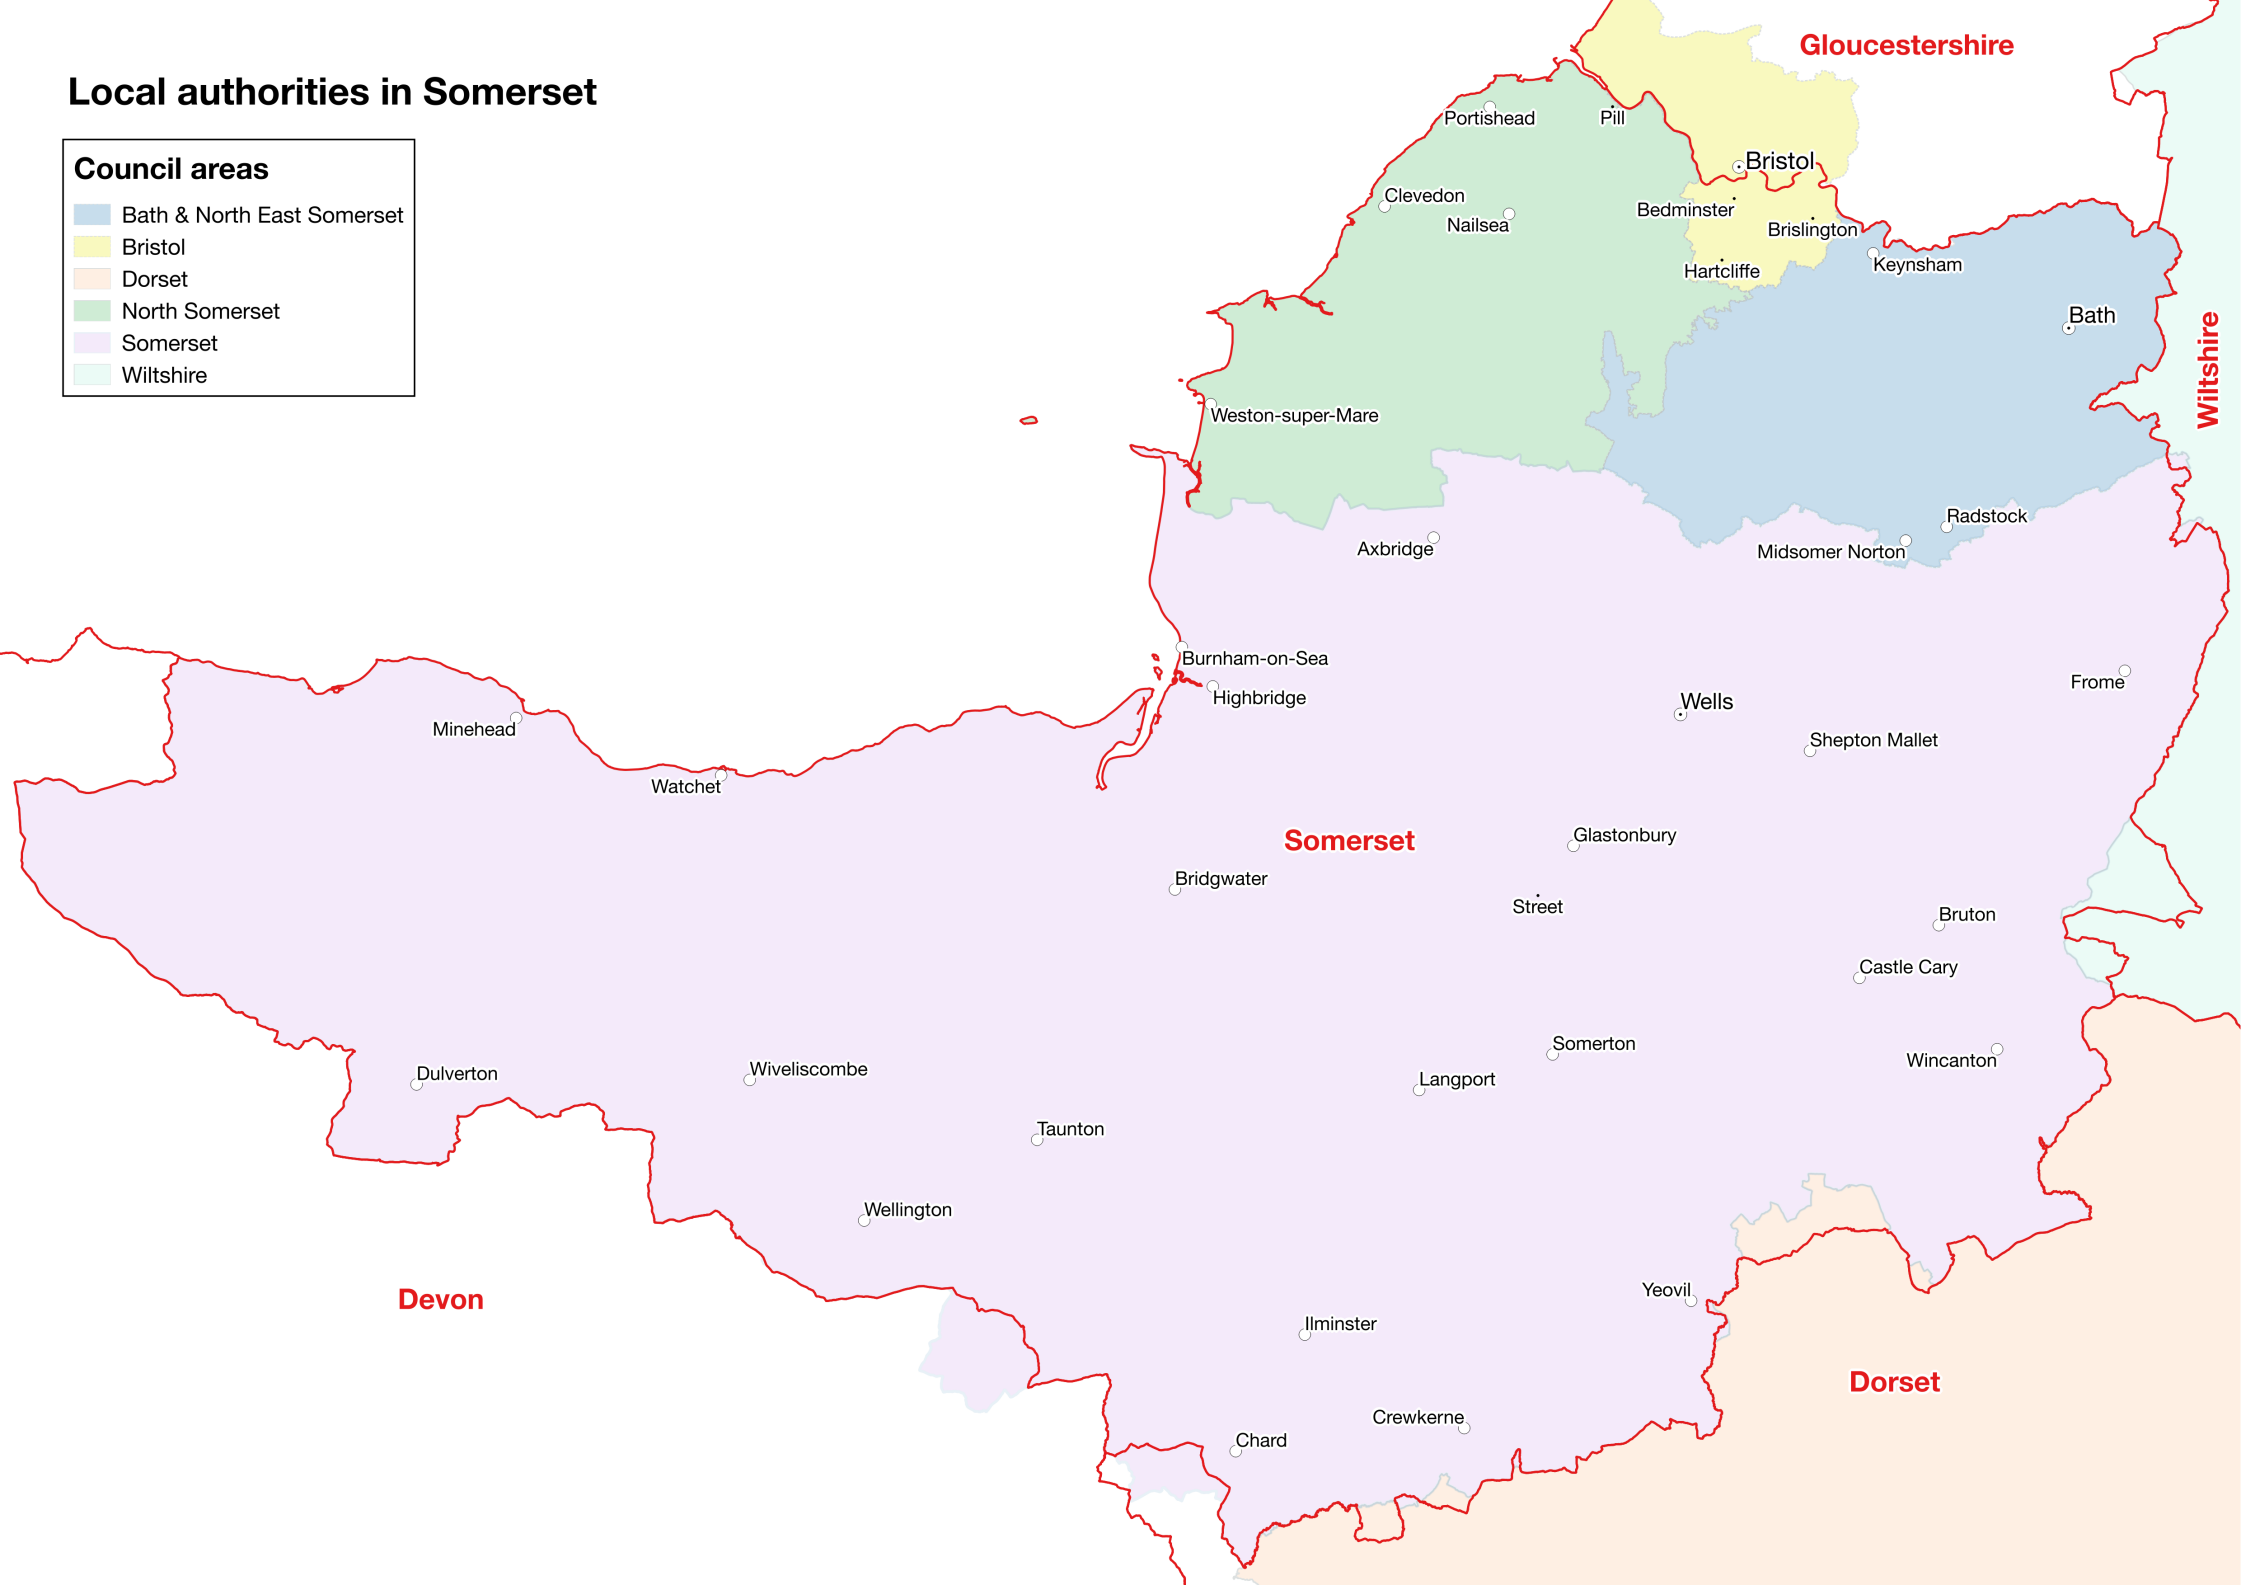 Local authorities in Somerset
Council areas
Bath & North East Somerset
Bristol
Dorset
North Somerset
Somerset
Wiltshire
Gloucestershire
Portishead
Pill
Bristol
Clevedon
Nailsea
Bedminster
Brislington
Hartcliffe
Keynsham
Bath
Wiltshire
Weston-super-Mare
Radstock
Axbridge
Midsomer Norton
Burnham-on-Sea
Highbridge
Frome
Wells
Minehead
Shepton Mallet
Watchet
Somerset
Glastonbury
Bridgwater
Street
Bruton
Castle Cary
Somerton
Wincanton
Dulverton
Wiveliscombe
Langport
Taunton
Wellington
Yeovil
Devon
Ilminster
Dorset
Crewkerne
Chard